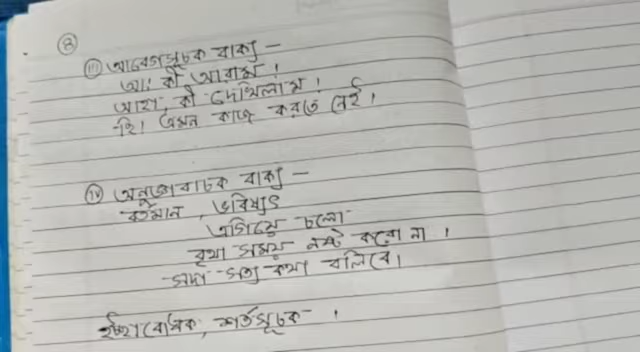 ৪
(iii) আবেগসূচক বাক্য —
আঃ কী আরাম !
আহা, কী দেখিলাম !
ছি। এমন কাজ করতে নেই।
(iv) অনুজ্ঞাবাচক বাক্য —
বর্তমান, ভবিষ্যৎ
এগিয়ে চলো
বৃথা সময় নষ্ট করো না ।
সদা সত্য কথা বলিবে।
ইচ্ছাবোধক, শর্তসূচক ।